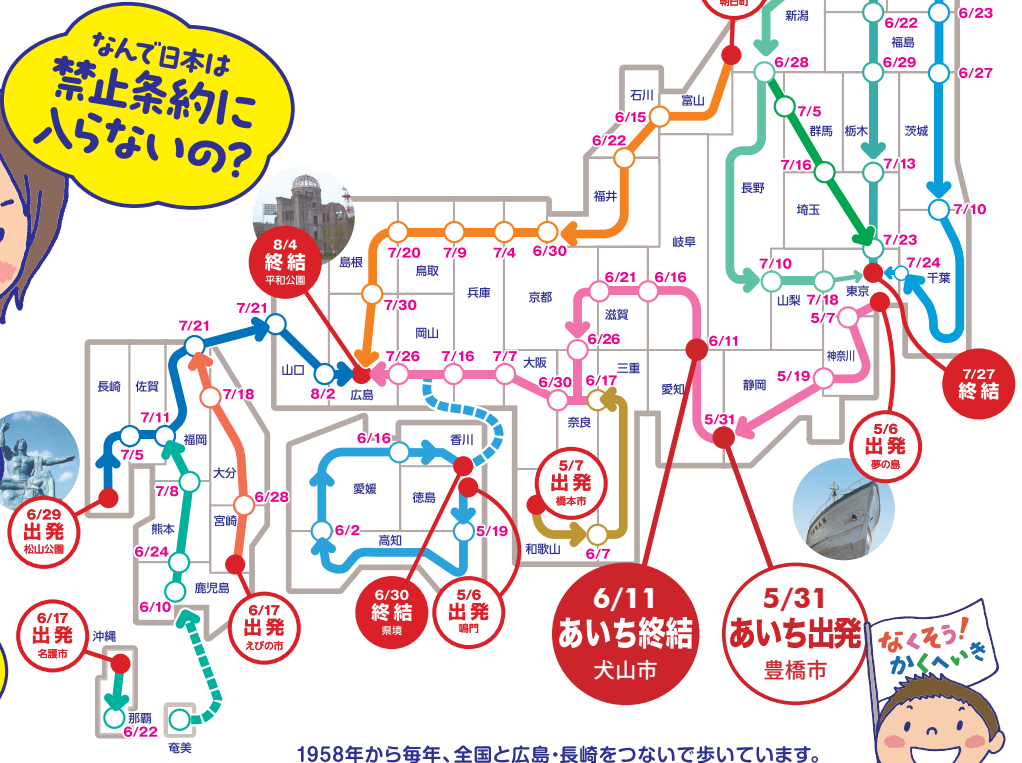 なんで日本は
禁止条約に
入らないの?
朝日町
新潟
6/22
6/23
福島
6/28
6/29
6/27
石川
富山
6/15
7/5
群馬
栃木
茨城
6/22
7/16
7/13
長野
福井
埼玉
7/10
岐阜
7/23
8/4
終結
平和公園
島根
7/20
7/9
7/4
6/30
鳥取
7/24
千葉
7/10
山梨
7/18
東京
6/21
6/16
兵庫
京都
7/30
滋賀
5/7
7/21
7/21
岡山
6/26
6/11
神奈川
7/27
終結
長崎
佐賀
山口
8/2
広島
7/26
7/16
7/7
大阪
三重
6/30
6/17
愛知
静岡
5/19
7/18
7/11
7/5
福岡
奈良
5/31
5/6
出発
夢の島
6/16
香川
大分
7/8
愛媛
徳島
5/7
出発
橋本市
6/29
出発
松山公園
熊本
宮崎
6/28
6/2
高知
5/19
和歌山
6/7
6/24
鹿児島
6/10
6/30
終結
県境
5/6
出発
鳴門
6/11
あいち終結
犬山市
5/31
あいち出発
豊橋市
6/17
出発
えびの市
6/17
出発
名護市
沖縄
那覇
6/22
奄美
なくそう!
かくへいき
1958年から毎年、全国と広島・長崎をつないで歩いています。